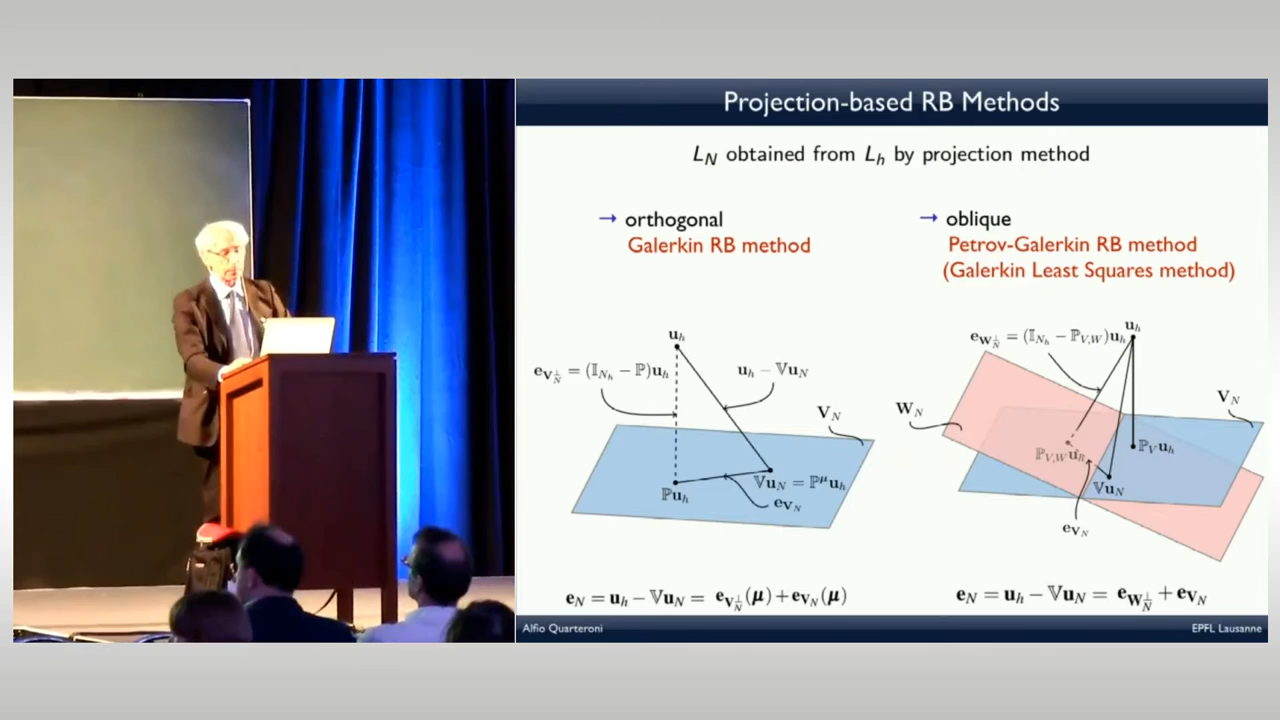 Projection-based RB Methods
L_N obtained from L_h by projection method
→ orthogonal
Galerkin RB method
→ oblique
Petrov-Galerkin RB method
(Galerkin Least Squares method)
u_h
e_{V_N^⊥} = (𝕀_{N_h} − ℙ)u_h
u_h − 𝕍u_N
V_N
ℙu_h
𝕍u_N = ℙ^μ u_h
e_{V_N}
e_N = u_h − 𝕍u_N = e_{V_N^⊥}(μ) + e_{V_N}(μ)
u_h
e_{W_N^⊥} = (𝕀_{N_h} − ℙ_{V,W})u_h
W_N
V_N
ℙ_V u_h
𝕍u_N
e_{V_N}
e_N = u_h − 𝕍u_N = e_{W_N^⊥} + e_{V_N}
Alfio Quarteroni
EPFL Lausanne